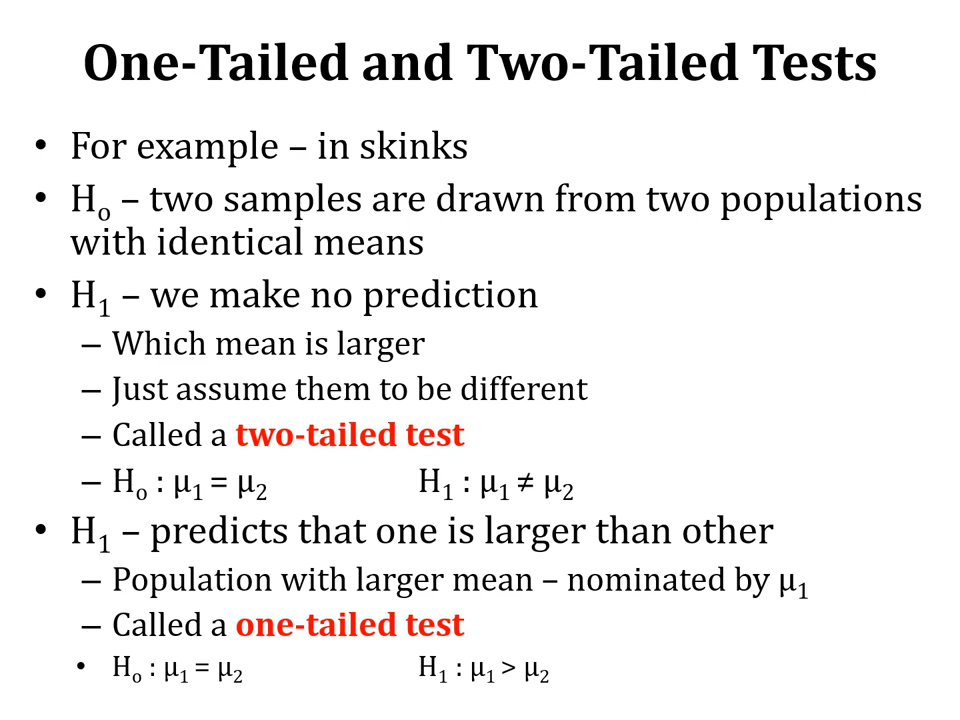 One-Tailed and Two-Tailed Tests
• For example – in skinks
• Hₒ – two samples are drawn from two populations
with identical means
• H₁ – we make no prediction
– Which mean is larger
– Just assume them to be different
– Called a two-tailed test
– Hₒ : μ₁ = μ₂ H₁ : μ₁ ≠ μ₂
• H₁ – predicts that one is larger than other
– Population with larger mean – nominated by μ₁
– Called a one-tailed test
• Hₒ : μ₁ = μ₂ H₁ : μ₁ > μ₂